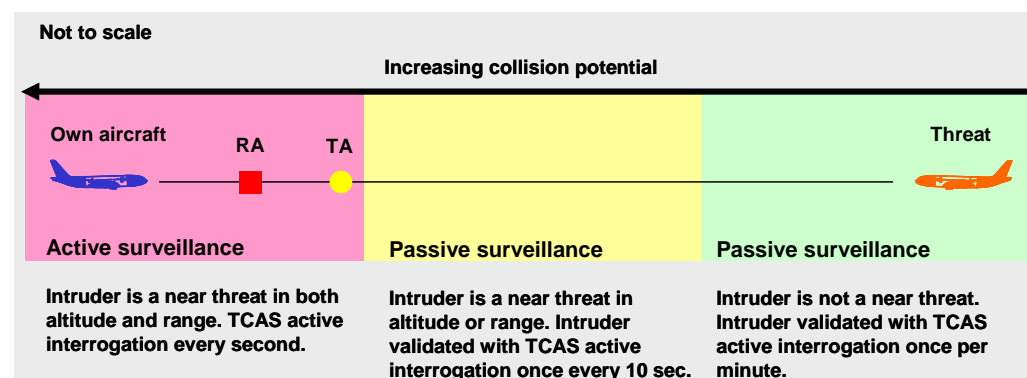 Not to scale
Increasing collision potential
Own aircraft
RA
TA
Threat
Active surveillance
Passive surveillance
Passive surveillance
Intruder is a near threat in both
altitude and range. TCAS active
interrogation every second.
Intruder is a near threat in
altitude or range. Intruder
validated with TCAS active
interrogation once every 10 sec.
Intruder is not a near threat.
Intruder validated with TCAS
active interrogation once per
minute.